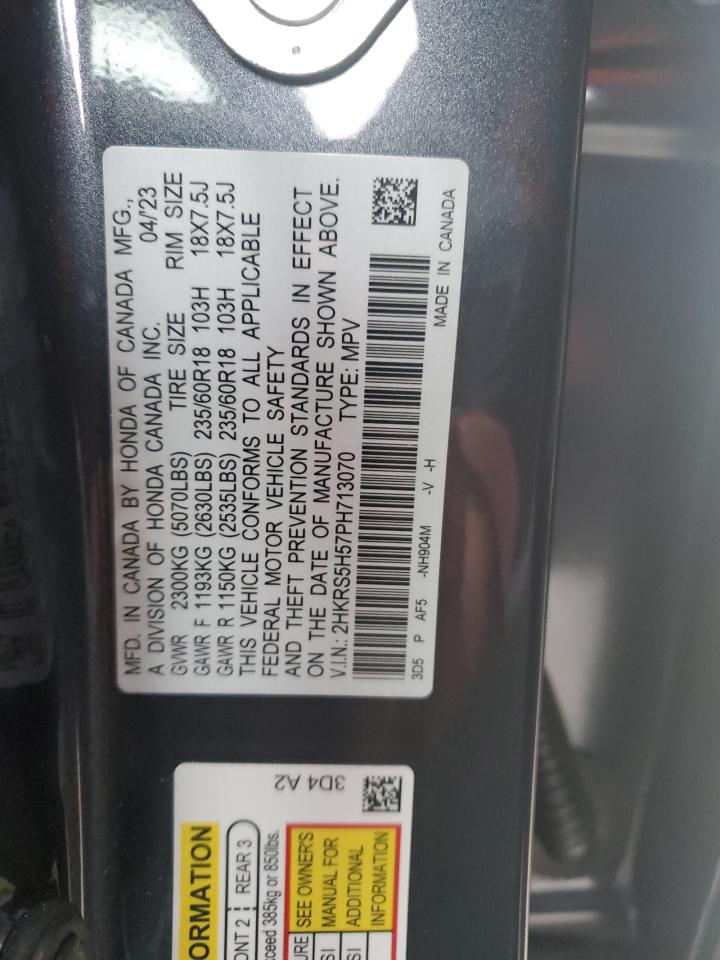 MFD. IN CANADA BY HONDA OF CANADA MFG.,
A DIVISION OF HONDA CANADA INC. 04/'23
GVWR 2300KG (5070LBS) TIRE SIZE RIM SIZE
GAWR F 1193KG (2630LBS) 235/60R18 103H 18X7.5J
GAWR R 1150KG (2535LBS) 235/60R18 103H 18X7.5J
THIS VEHICLE CONFORMS TO ALL APPLICABLE
FEDERAL MOTOR VEHICLE SAFETY
AND THEFT PREVENTION STANDARDS IN EFFECT
ON THE DATE OF MANUFACTURE SHOWN ABOVE.
V.I.N.: 2HKRS5H57PH713070 TYPE: MPV
3D5 P AF5 -NH904M -V -H MADE IN CANADA
ORMATION
ONT 2 REAR 3
xceed 385kg or 850lbs.
URE SEE OWNER'S
SI MANUAL FOR
SI ADDITIONAL
INFORMATION
3D4 A2